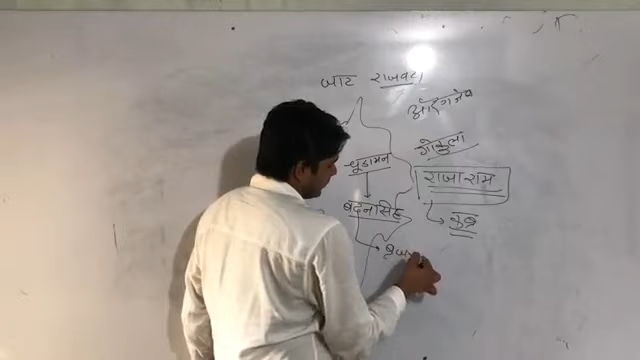 जाट राजवंश
औरंगजेब
गोकुला
चूडामन
राजा राम
बदनसिंह